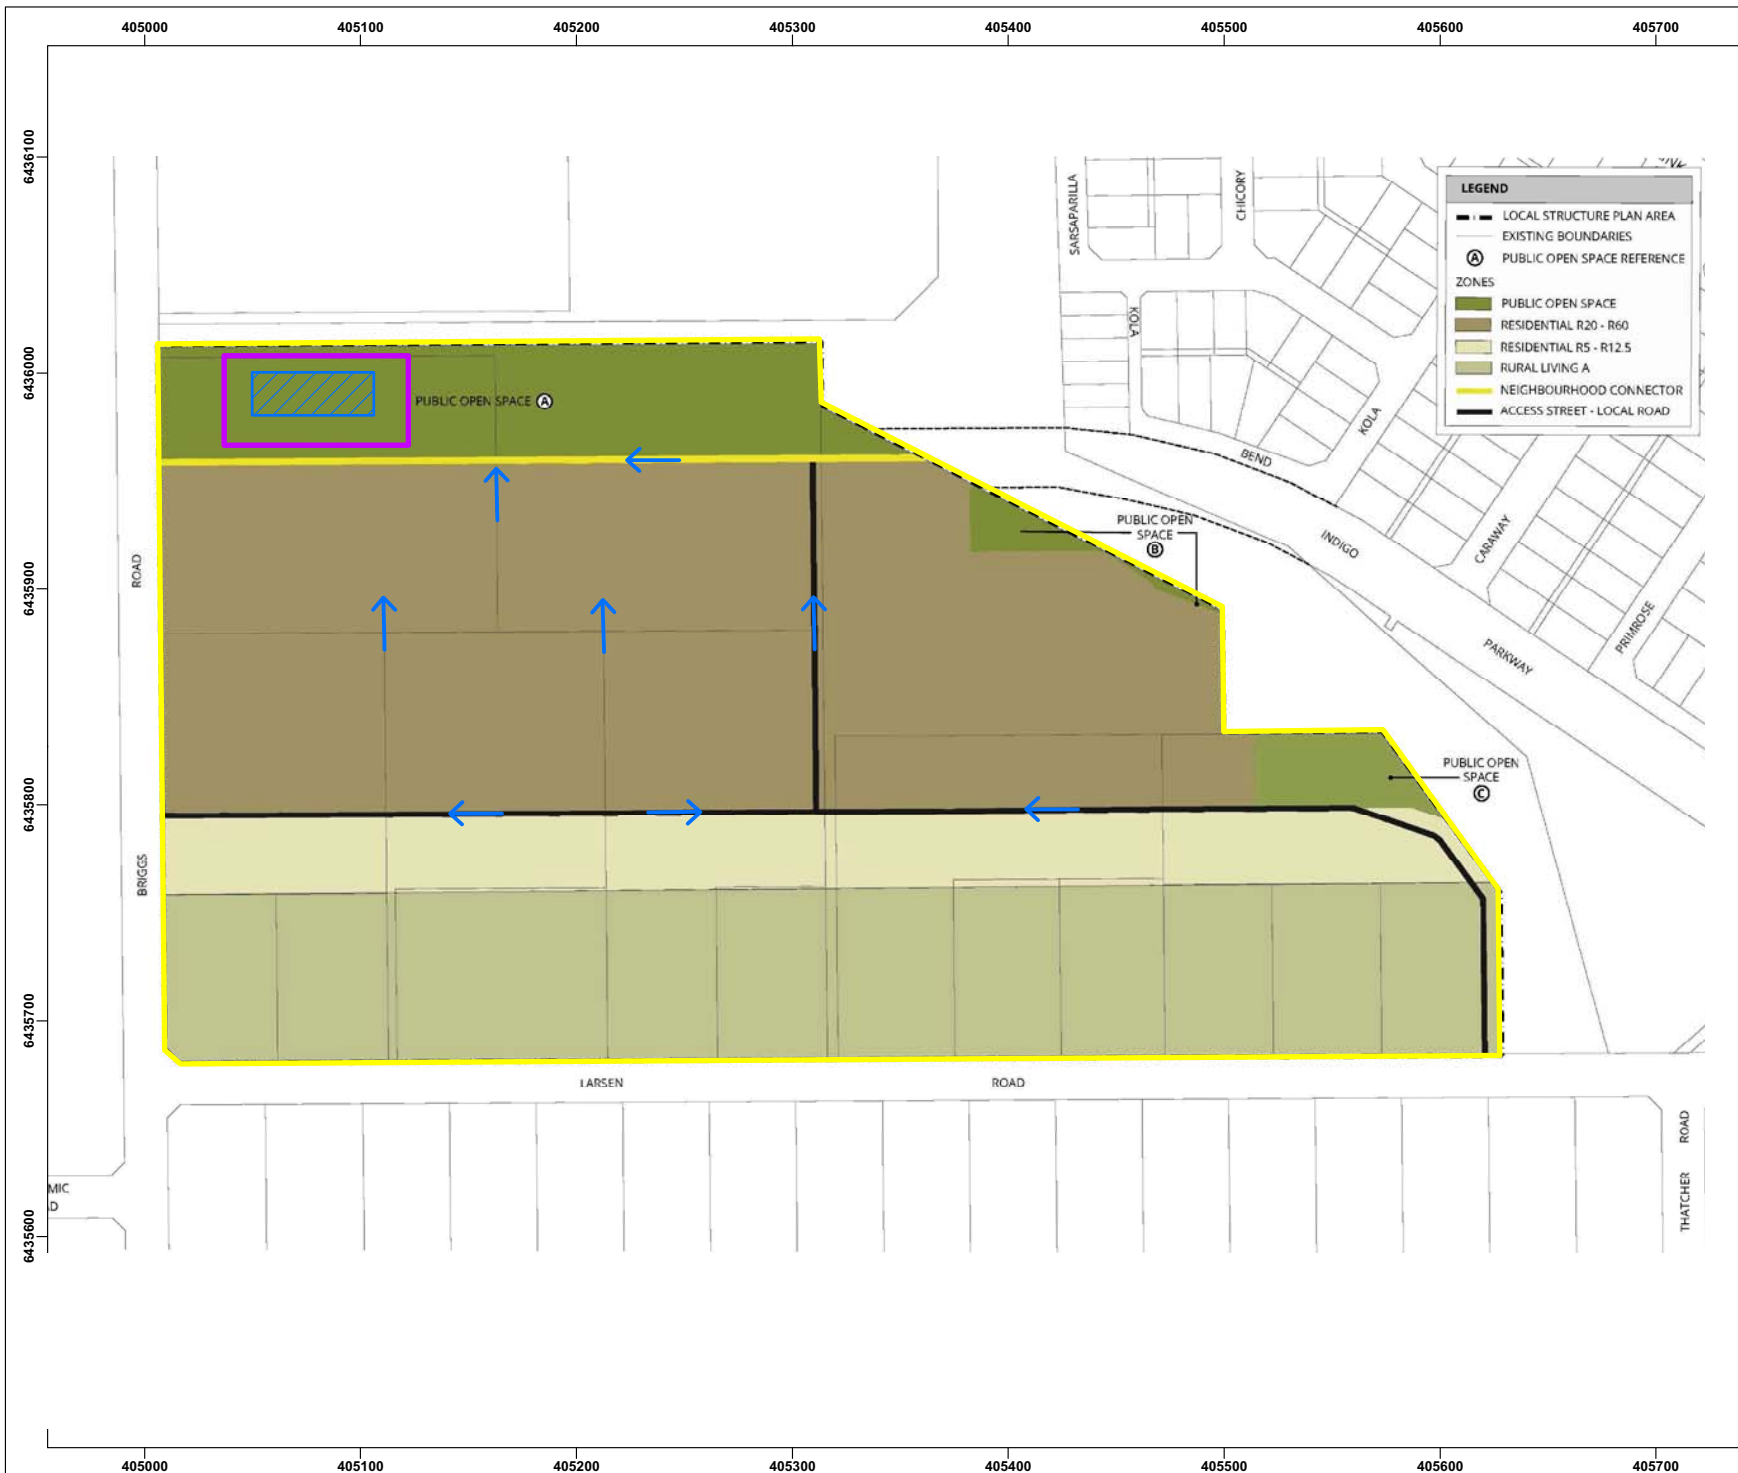 405000 405100 405200 405300 405400 405500 405600 405700
6436100
6436000
6435900
6435800
6435700
6435600
SARSAPARILLA
CHICORY
KOLA
KOLA
BEND
INDIGO
CARAWAY
PARKWAY
PRIMROSE
LEGEND
LOCAL STRUCTURE PLAN AREA
EXISTING BOUNDARIES
A PUBLIC OPEN SPACE REFERENCE
ZONES
PUBLIC OPEN SPACE
RESIDENTIAL R20 - R60
RESIDENTIAL R5 - R12.5
RURAL LIVING A
NEIGHBOURHOOD CONNECTOR
ACCESS STREET - LOCAL ROAD
PUBLIC OPEN SPACE A
PUBLIC OPEN
SPACE
B
PUBLIC OPEN
SPACE
C
ROAD
BRIGGS
LARSEN ROAD
THATCHER ROAD
MIC
D
405000 405100 405200 405300 405400 405500 405600 405700